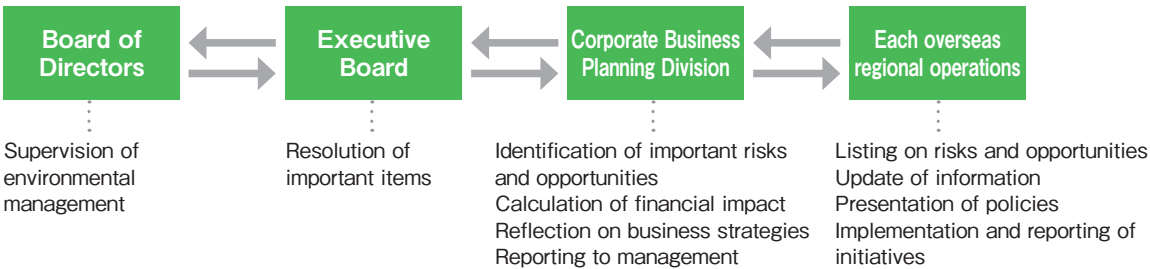 Board of
Directors
Executive
Board
Corporate Business
Planning Division
Each overseas
regional operations
Supervision of
environmental
management
Resolution of
important items
Identification of important risks
and opportunities
Calculation of financial impact
Reflection on business strategies
Reporting to management
Listing on risks and opportunities
Update of information
Presentation of policies
Implementation and reporting of
initiatives